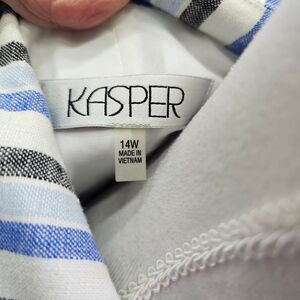 KASPER
14W
MADE IN
VIETNAM